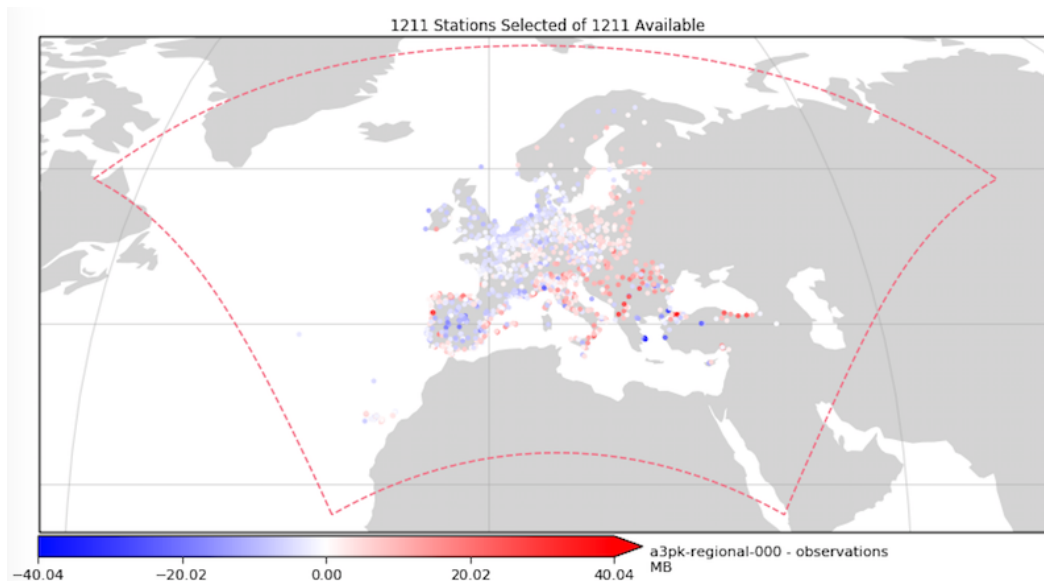 1211 Stations Selected of 1211 Available
−40.04 −20.02 0.00 20.02 40.04
a3pk-regional-000 - observations
MB